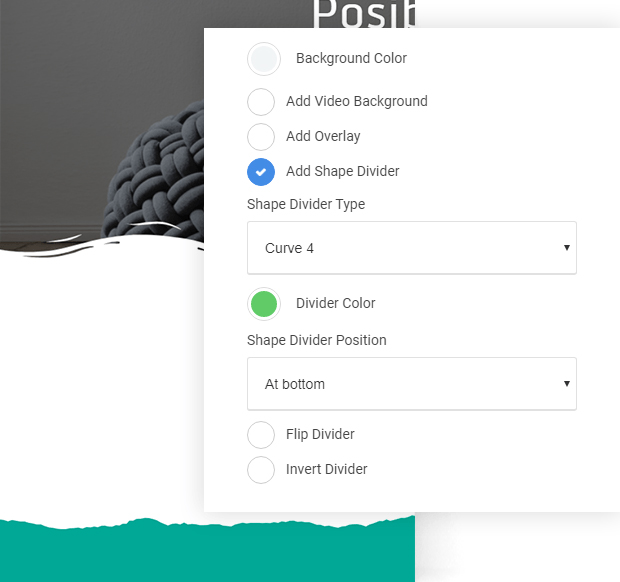 Background Color
Add Video Background
Add Overlay
Add Shape Divider
Shape Divider Type
Curve 4
Divider Color
Shape Divider Position
At bottom
Flip Divider
Invert Divider